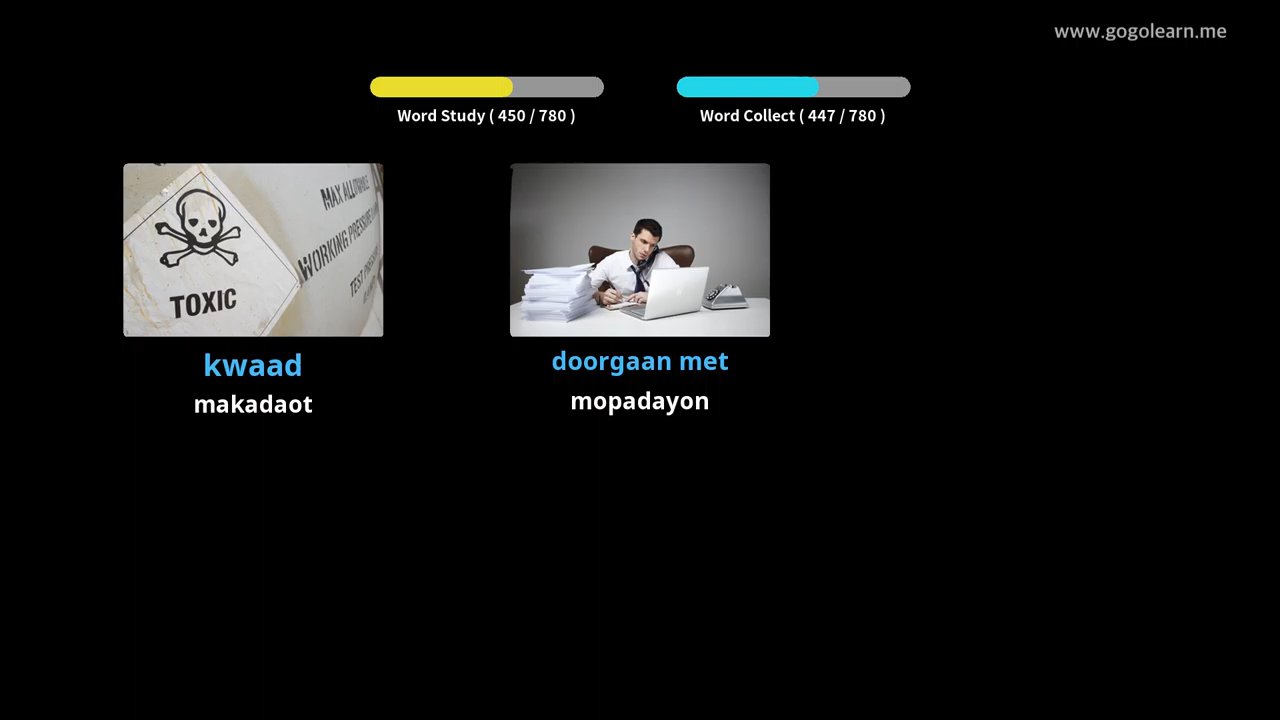 www.gogolearn.me
Word Study ( 450 / 780 )
Word Collect ( 447 / 780 )
MAX ALLOWABLE
WORKING PRESSURE
TEST
TOXIC
kwaad
makadaot
doorgaan met
mopadayon